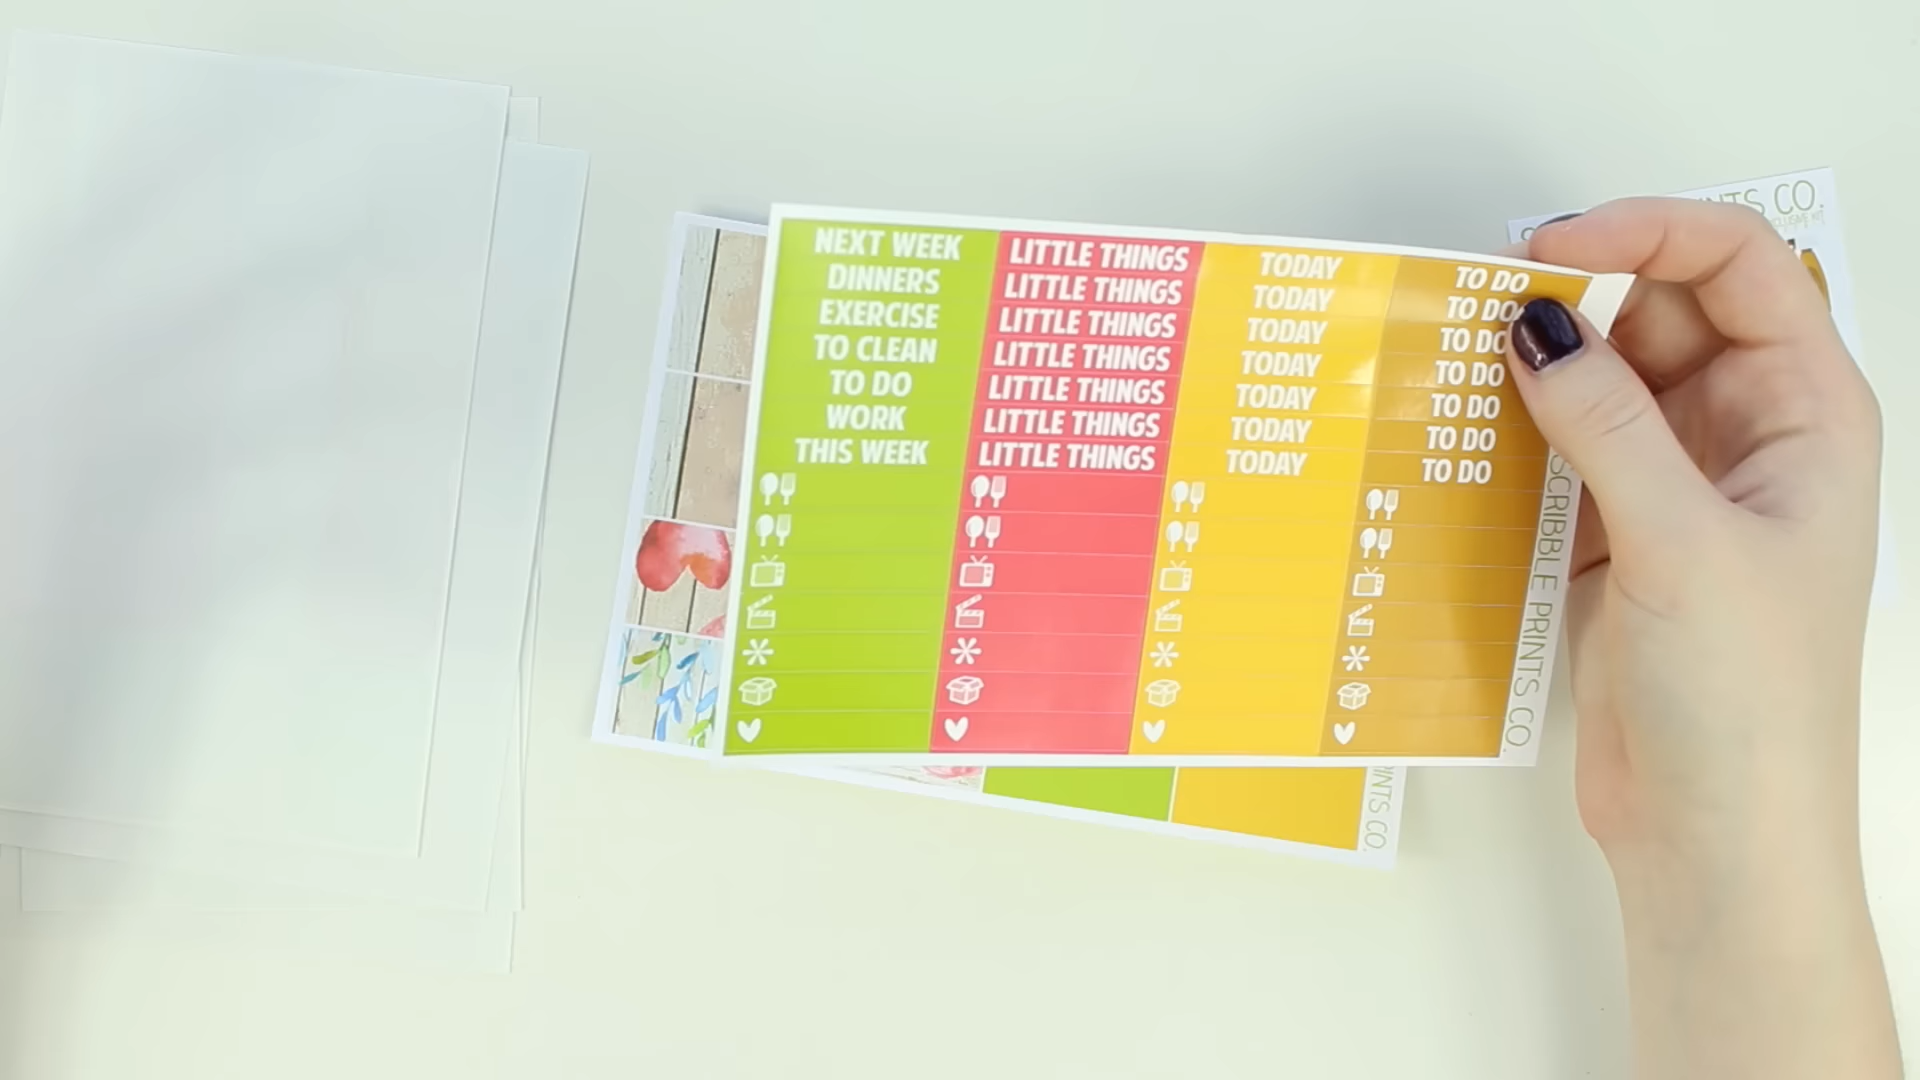 NEXT WEEK
DINNERS
EXERCISE
TO CLEAN
TO DO
WORK
THIS WEEK
LITTLE THINGS
LITTLE THINGS
LITTLE THINGS
LITTLE THINGS
LITTLE THINGS
LITTLE THINGS
LITTLE THINGS
TODAY
TODAY
TODAY
TODAY
TODAY
TODAY
TODAY
TO DO
TO DO
TO DO
TO DO
TO DO
TO DO
TO DO
SCRIBBLE PRINTS CO.
PRINTS CO.
NTS CO.